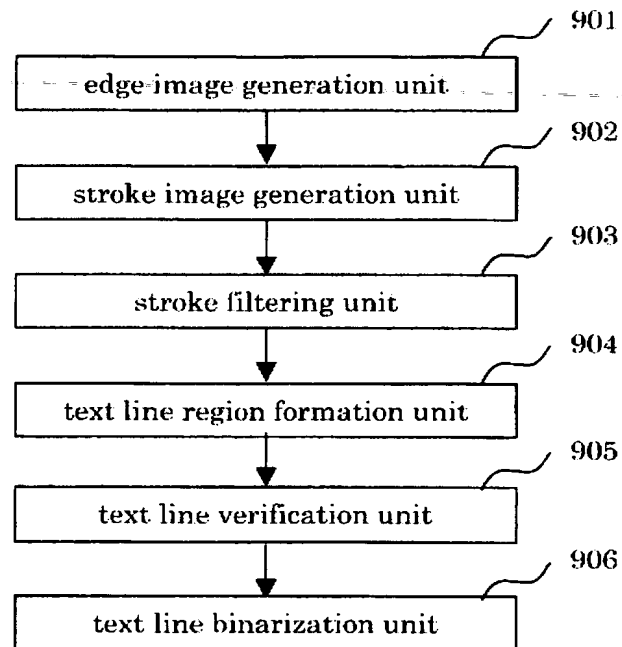 901
edge image generation unit
902
stroke image generation unit
903
stroke filtering unit
904
text line region formation unit
905
text line verification unit
906
text line binarization unit